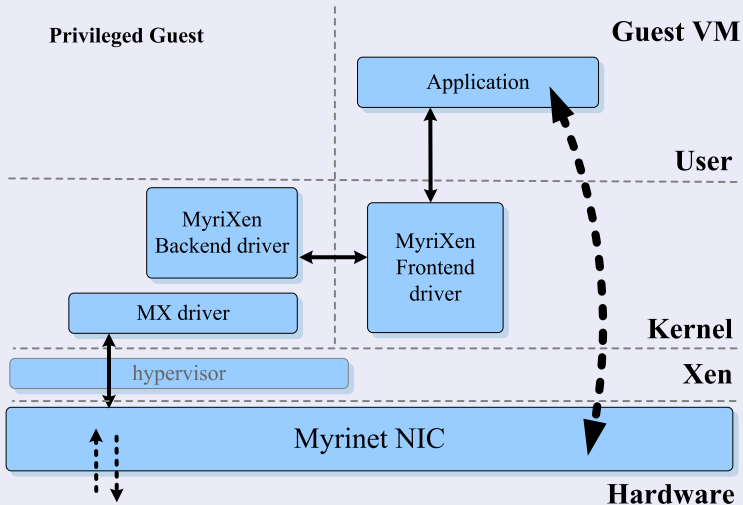 Privileged Guest
Guest VM
Application
User
MyriXen
Backend driver
MyriXen
Frontend
driver
MX driver
Kernel
hypervisor
Xen
Myrinet NIC
Hardware